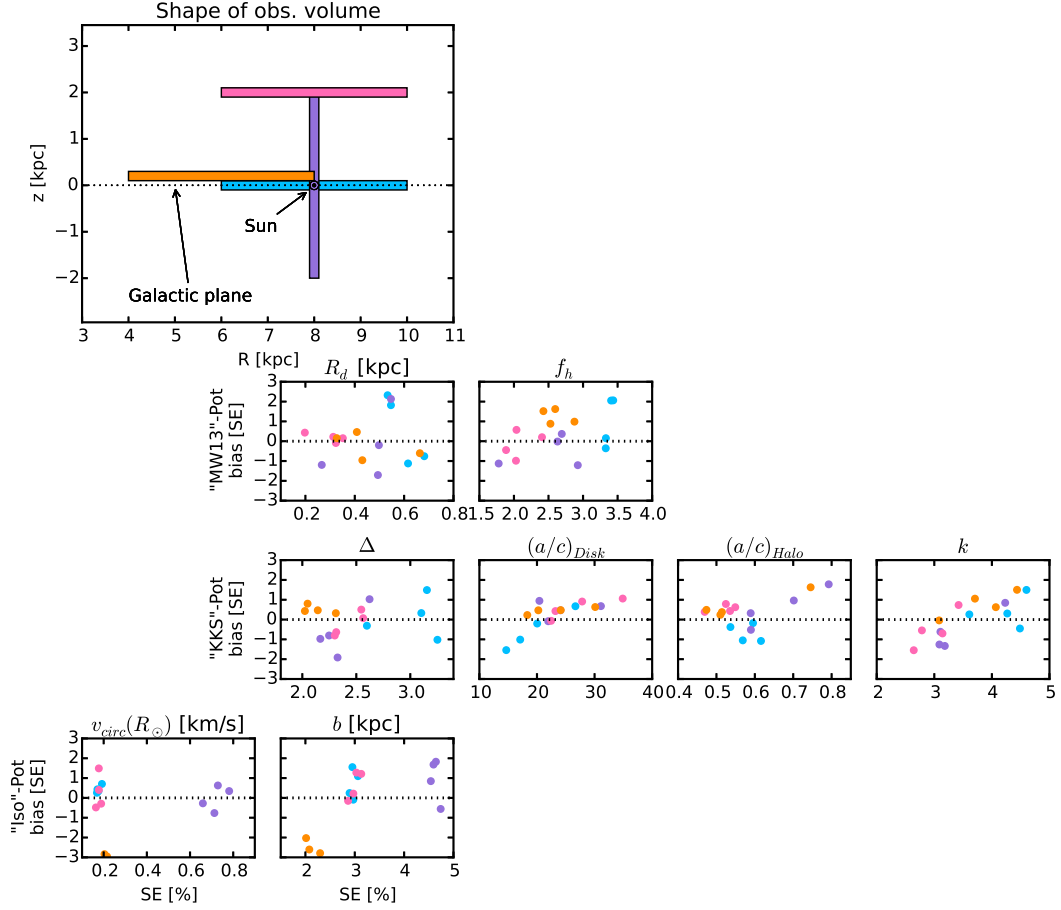 Shape of obs. volume
3
2
1
0
−1
−2
z [kpc]
Sun
Galactic plane
3 4 5 6 7 8 9 10 11
R [kpc]
R_d [kpc]
f_h
3
2
1
0
−1
−2
−3
"MW13"-Pot
bias [SE]
0.2 0.4 0.6 0.8
1.5 2.0 2.5 3.0 3.5 4.0
Δ
(a/c)_Disk
(a/c)_Halo
k
3
2
1
0
−1
−2
−3
"KKS"-Pot
bias [SE]
2.0 2.5 3.0
10 20 30 40
0.4 0.5 0.6 0.7 0.8
2 3 4 5
v_circ(R_⊙) [km/s]
b [kpc]
3
2
1
0
−1
−2
−3
"Iso"-Pot
bias [SE]
0.2 0.4 0.6 0.8
2 3 4 5
SE [%]
SE [%]